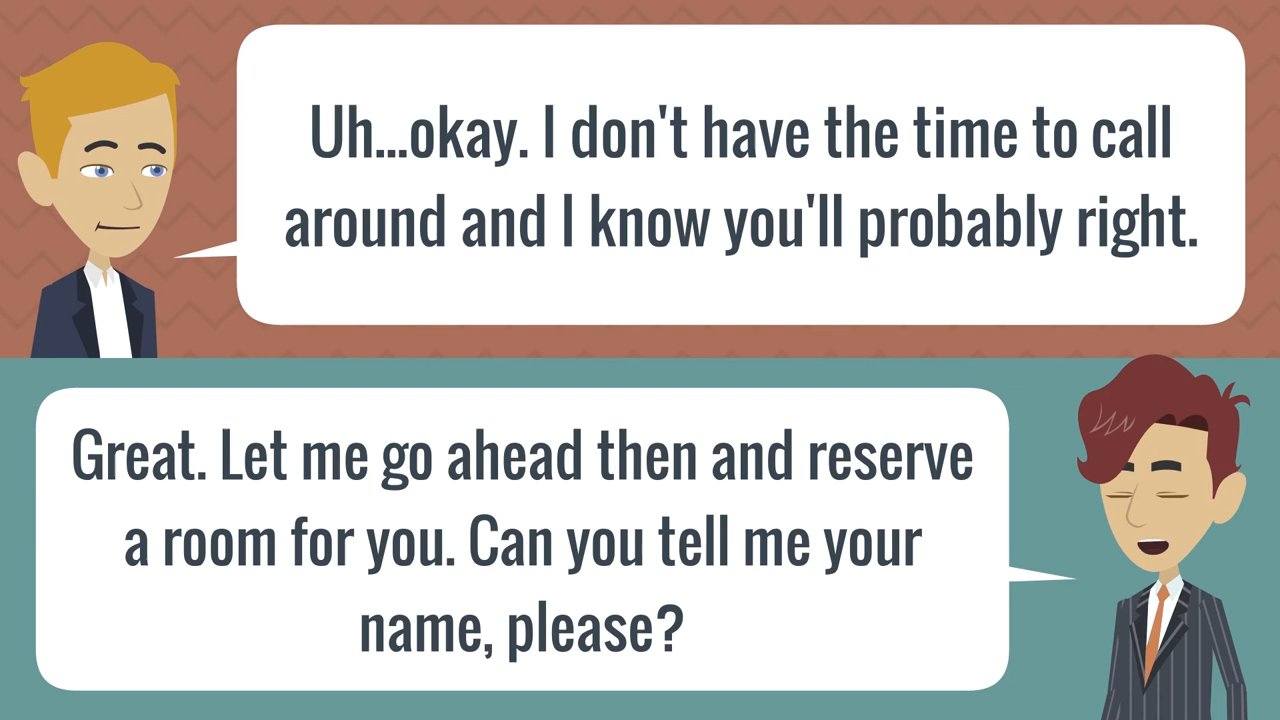 Uh...okay. I don't have the time to call
around and I know you'll probably right.
Great. Let me go ahead then and reserve
a room for you. Can you tell me your
name, please?